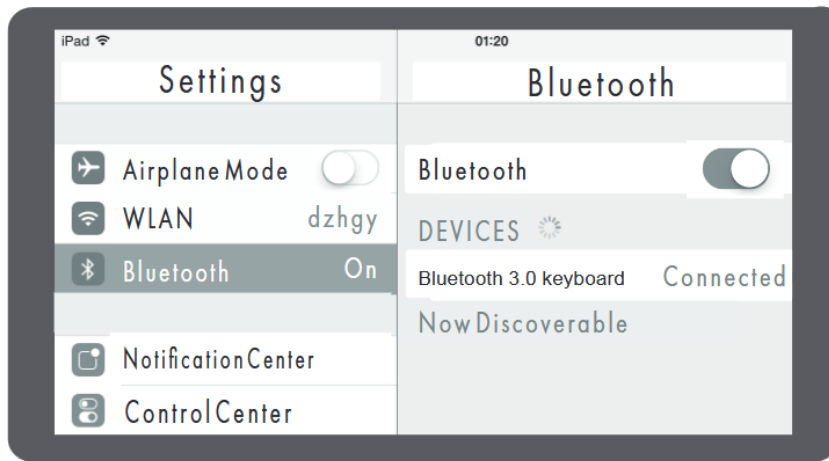 iPad
01:20
Settings
Bluetooth
Airplane Mode
WLAN dzhgy
Bluetooth On
Notification Center
Control Center
Bluetooth
DEVICES
Bluetooth 3.0 keyboard Connected
Now Discoverable